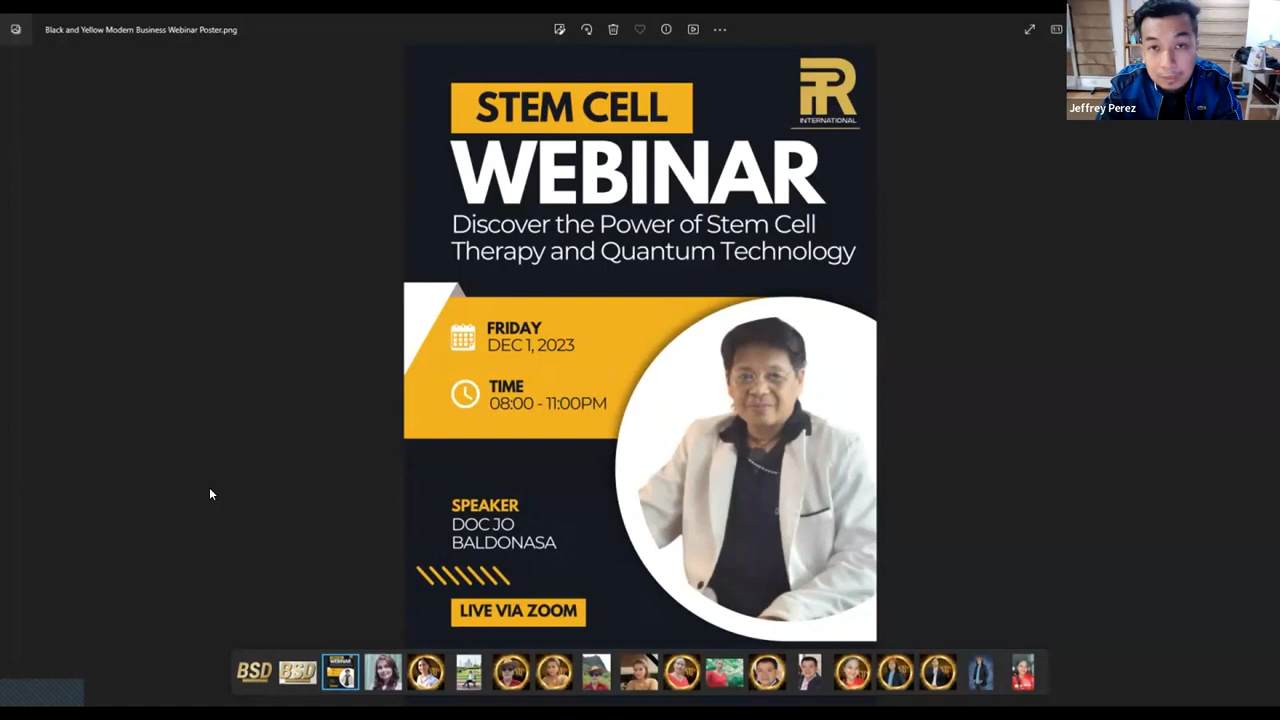 Black and Yellow Modern Business Webinar Poster.png
Jeffrey Perez
STEM CELL
R
INTERNATIONAL
WEBINAR
Discover the Power of Stem Cell
Therapy and Quantum Technology
FRIDAY
DEC 1, 2023
TIME
08:00 - 11:00PM
SPEAKER
DOC JO
BALDONASA
LIVE VIA ZOOM
BSD
BSD